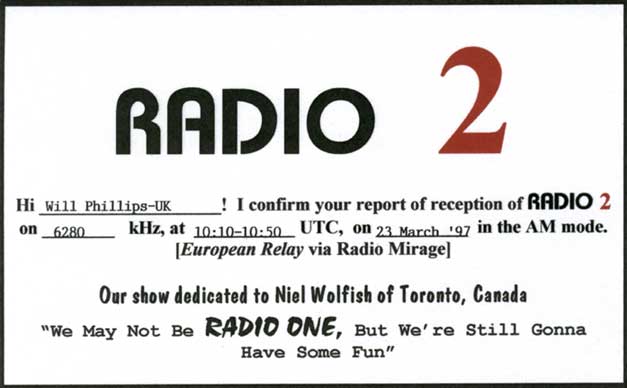 RADIO 2
Hi Will Phillips-UK ! I confirm your report of reception of RADIO 2
on 6280 kHz, at 10:10-10:50 UTC, on 23 March '97 in the AM mode.
[European Relay via Radio Mirage]
Our show dedicated to Niel Wolfish of Toronto, Canada
"We May Not Be RADIO ONE, But We're Still Gonna
Have Some Fun"